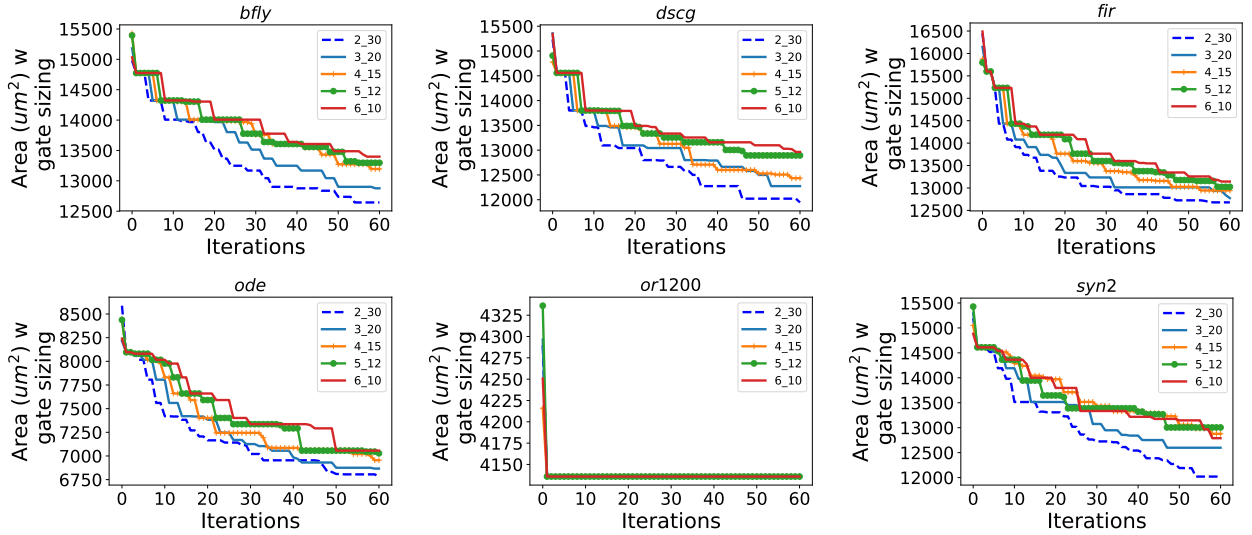 bfly
15500
15000
14500
14000
13500
13000
12500
0 10 20 30 40 50 60
Area (um²) w
gate sizing
Iterations
2_30
3_20
4_15
5_12
6_10
dscg
15500
15000
14500
14000
13500
13000
12500
12000
0 10 20 30 40 50 60
Area (um²) w
gate sizing
Iterations
2_30
3_20
4_15
5_12
6_10
fir
16500
16000
15500
15000
14500
14000
13500
13000
12500
0 10 20 30 40 50 60
Area (um²) w
gate sizing
Iterations
2_30
3_20
4_15
5_12
6_10
ode
8500
8250
8000
7750
7500
7250
7000
6750
0 10 20 30 40 50 60
Area (um²) w
gate sizing
Iterations
2_30
3_20
4_15
5_12
6_10
or1200
4325
4300
4275
4250
4225
4200
4175
4150
0 10 20 30 40 50 60
Area (um²) w
gate sizing
Iterations
2_30
3_20
4_15
5_12
6_10
syn2
15500
15000
14500
14000
13500
13000
12500
12000
0 10 20 30 40 50 60
Area (um²) w
gate sizing
Iterations
2_30
3_20
4_15
5_12
6_10